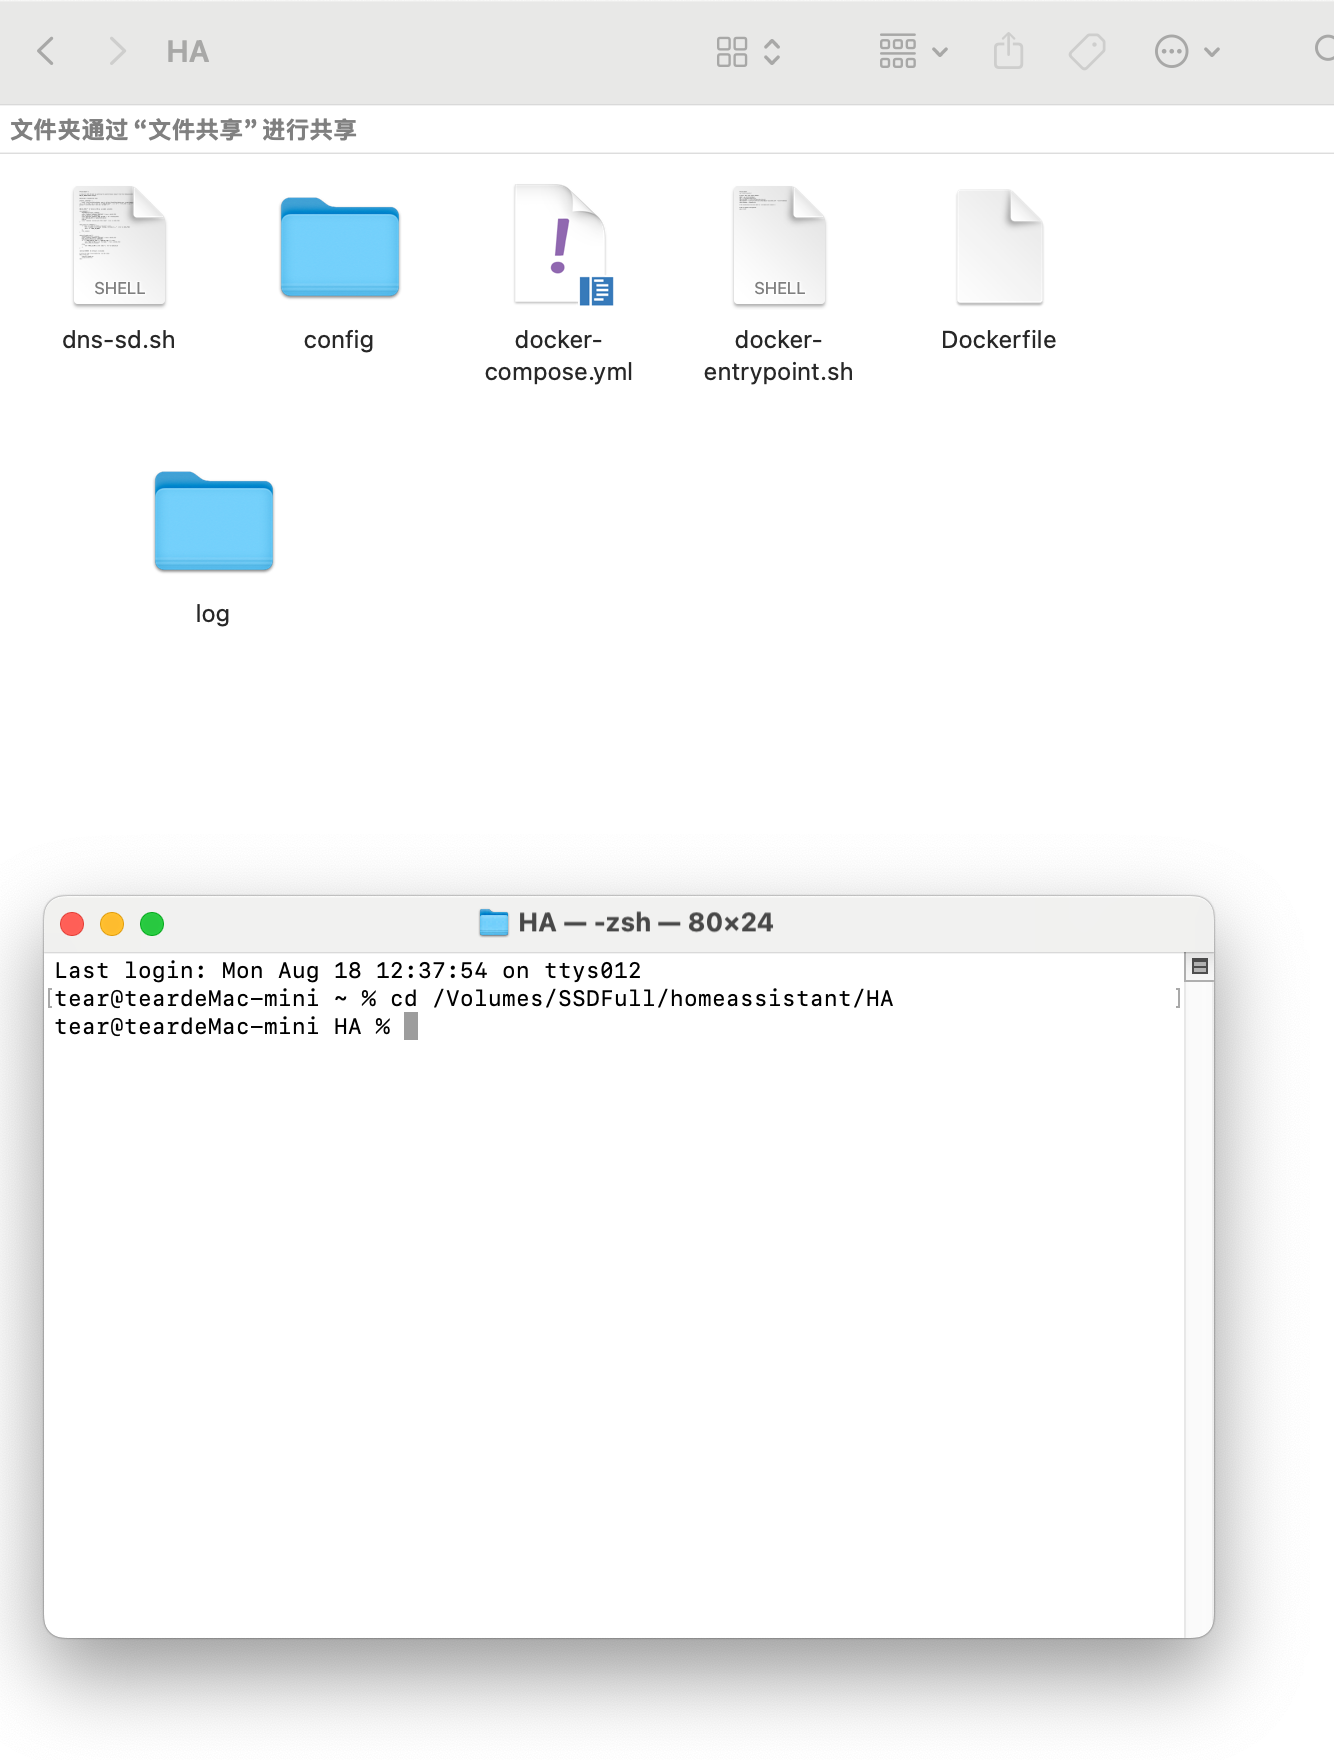 HA
文件夹通过“文件共享”进行共享
SHELL
SHELL
dns-sd.sh
config
docker-
compose.yml
docker-
entrypoint.sh
Dockerfile
log
HA — -zsh — 80×24
Last login: Mon Aug 18 12:37:54 on ttys012
[tear@teardeMac-mini ~ % cd /Volumes/SSDFull/homeassistant/HA ]
tear@teardeMac-mini HA %